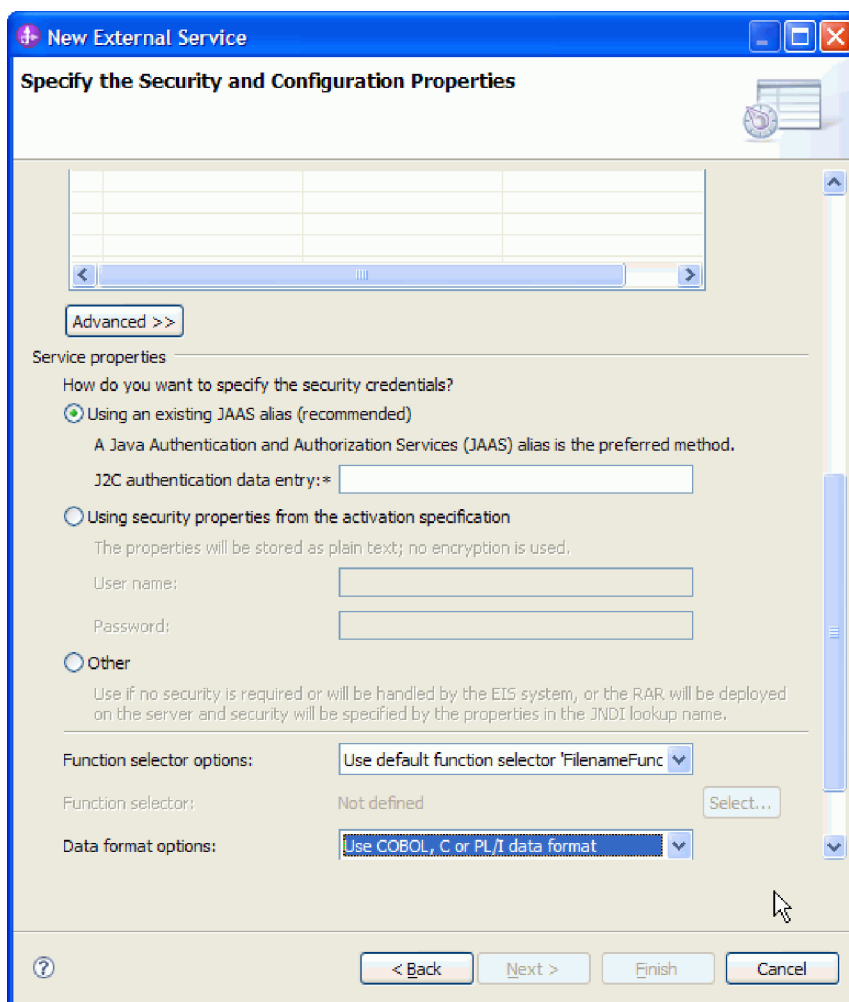 New External Service
Specify the Security and Configuration Properties
Advanced >>
Service properties
How do you want to specify the security credentials?
Using an existing JAAS alias (recommended)
A Java Authentication and Authorization Services (JAAS) alias is the preferred method.
J2C authentication data entry:*
Using security properties from the activation specification
The properties will be stored as plain text; no encryption is used.
User name:
Password:
Other
Use if no security is required or will be handled by the EIS system, or the RAR will be deployed
on the server and security will be specified by the properties in the JNDI lookup name.
Function selector options: Use default function selector 'FilenameFunc
Function selector: Not defined Select...
Data format options: Use COBOL, C or PL/I data format
? < Back Next > Finish Cancel